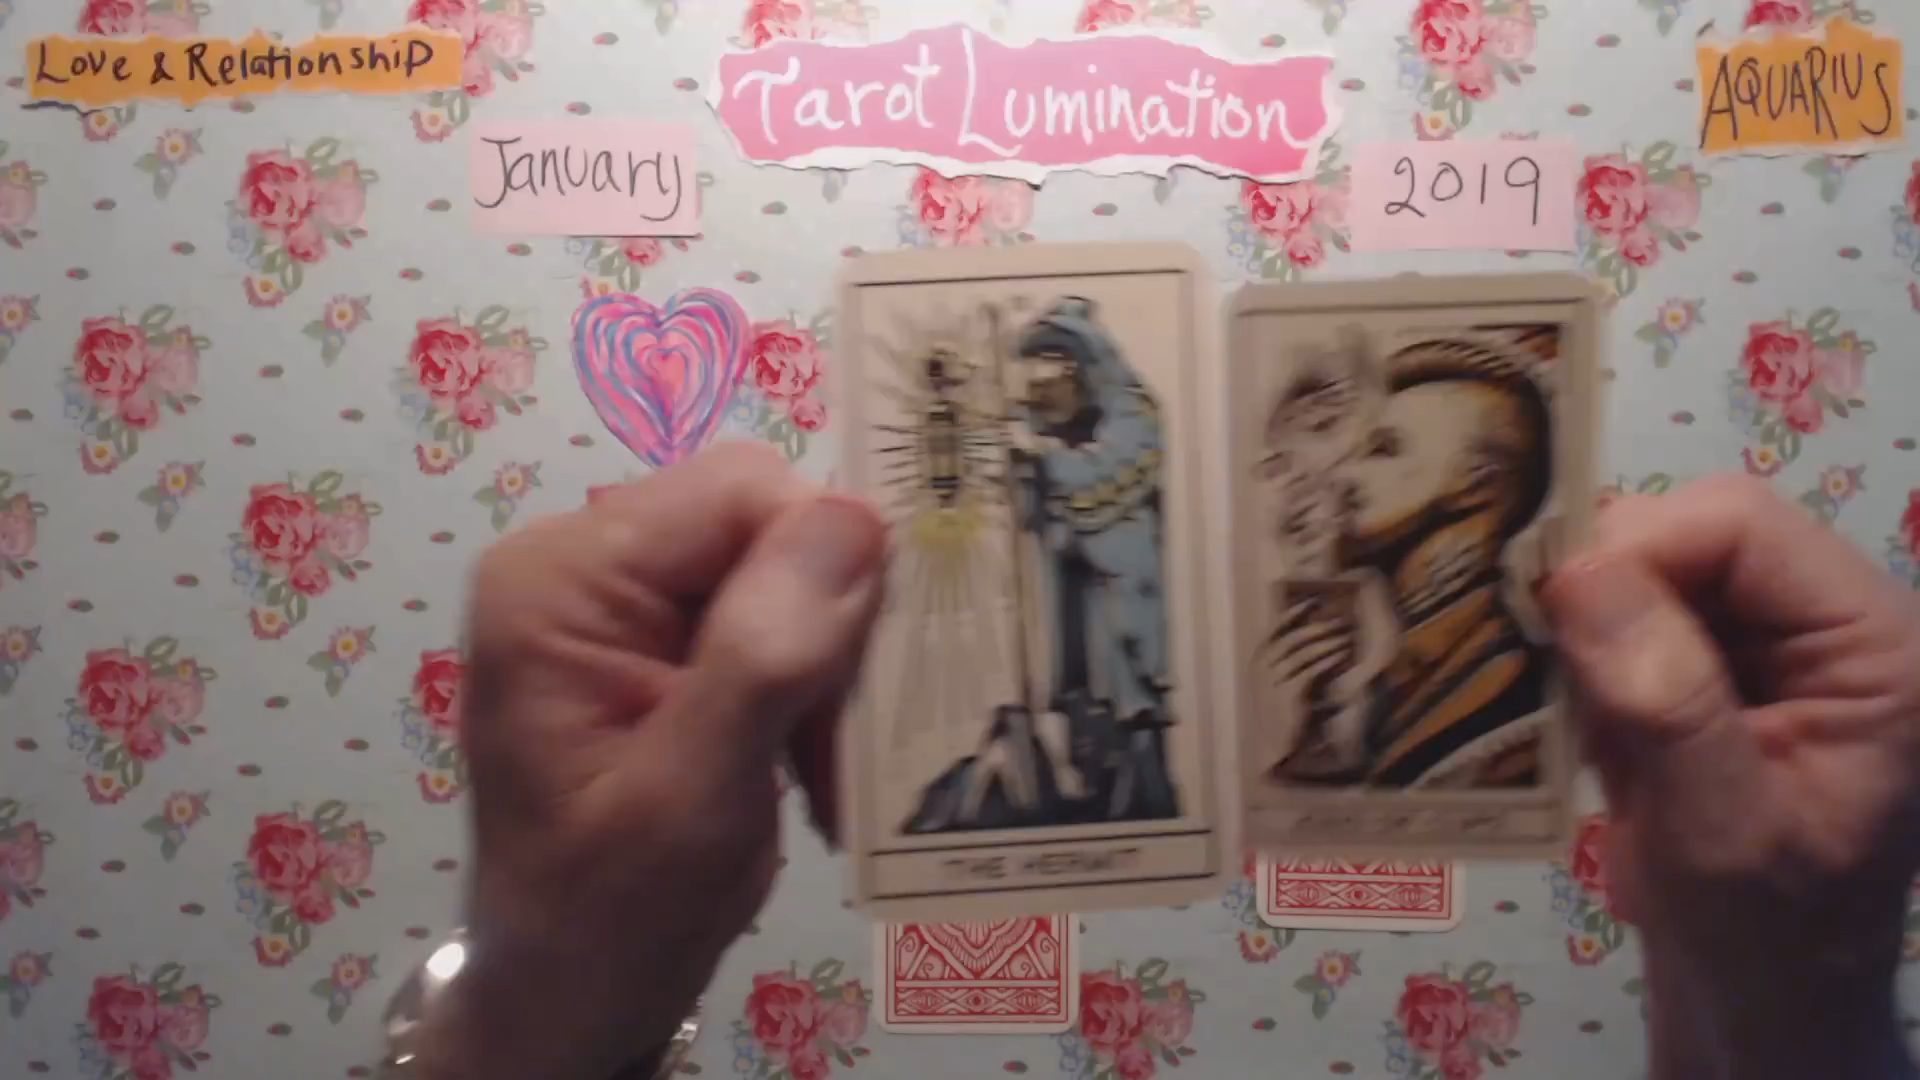 Love & Relationship
Tarot Lumination
AQUARIUS
January
2019
THE HERMIT